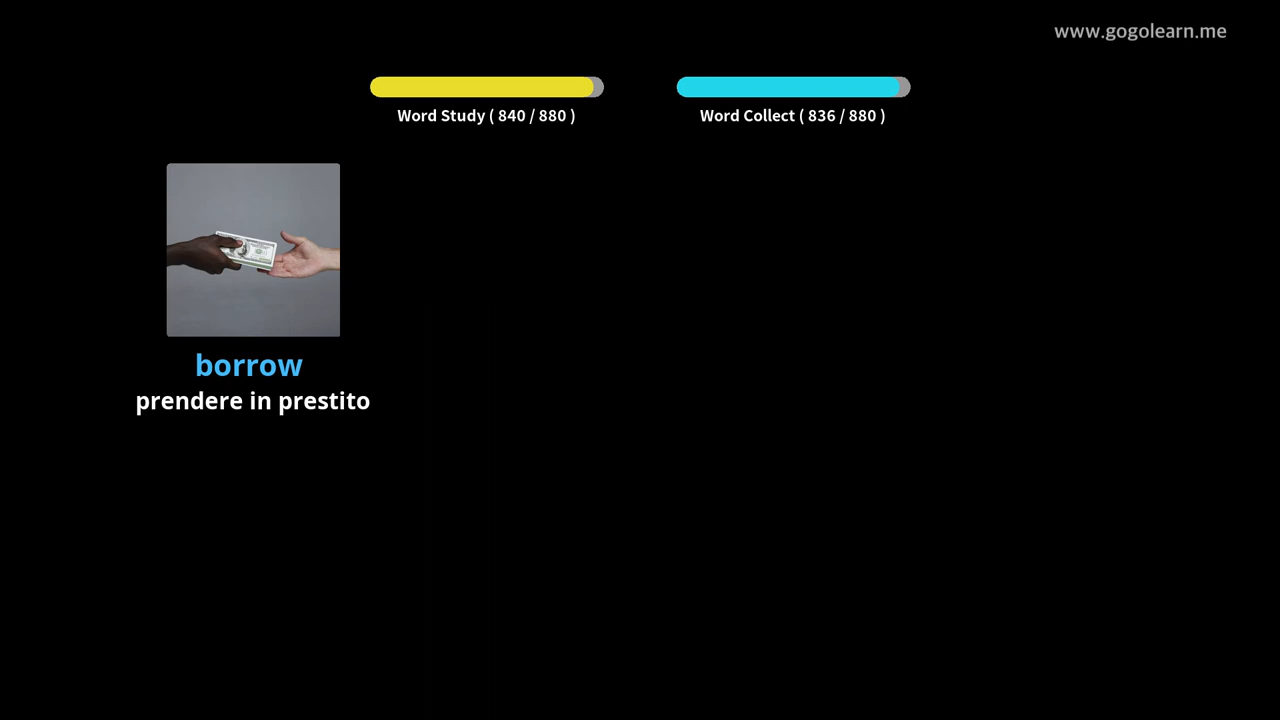 www.gogolearn.me
Word Study ( 840 / 880 )
Word Collect ( 836 / 880 )
borrow
prendere in prestito